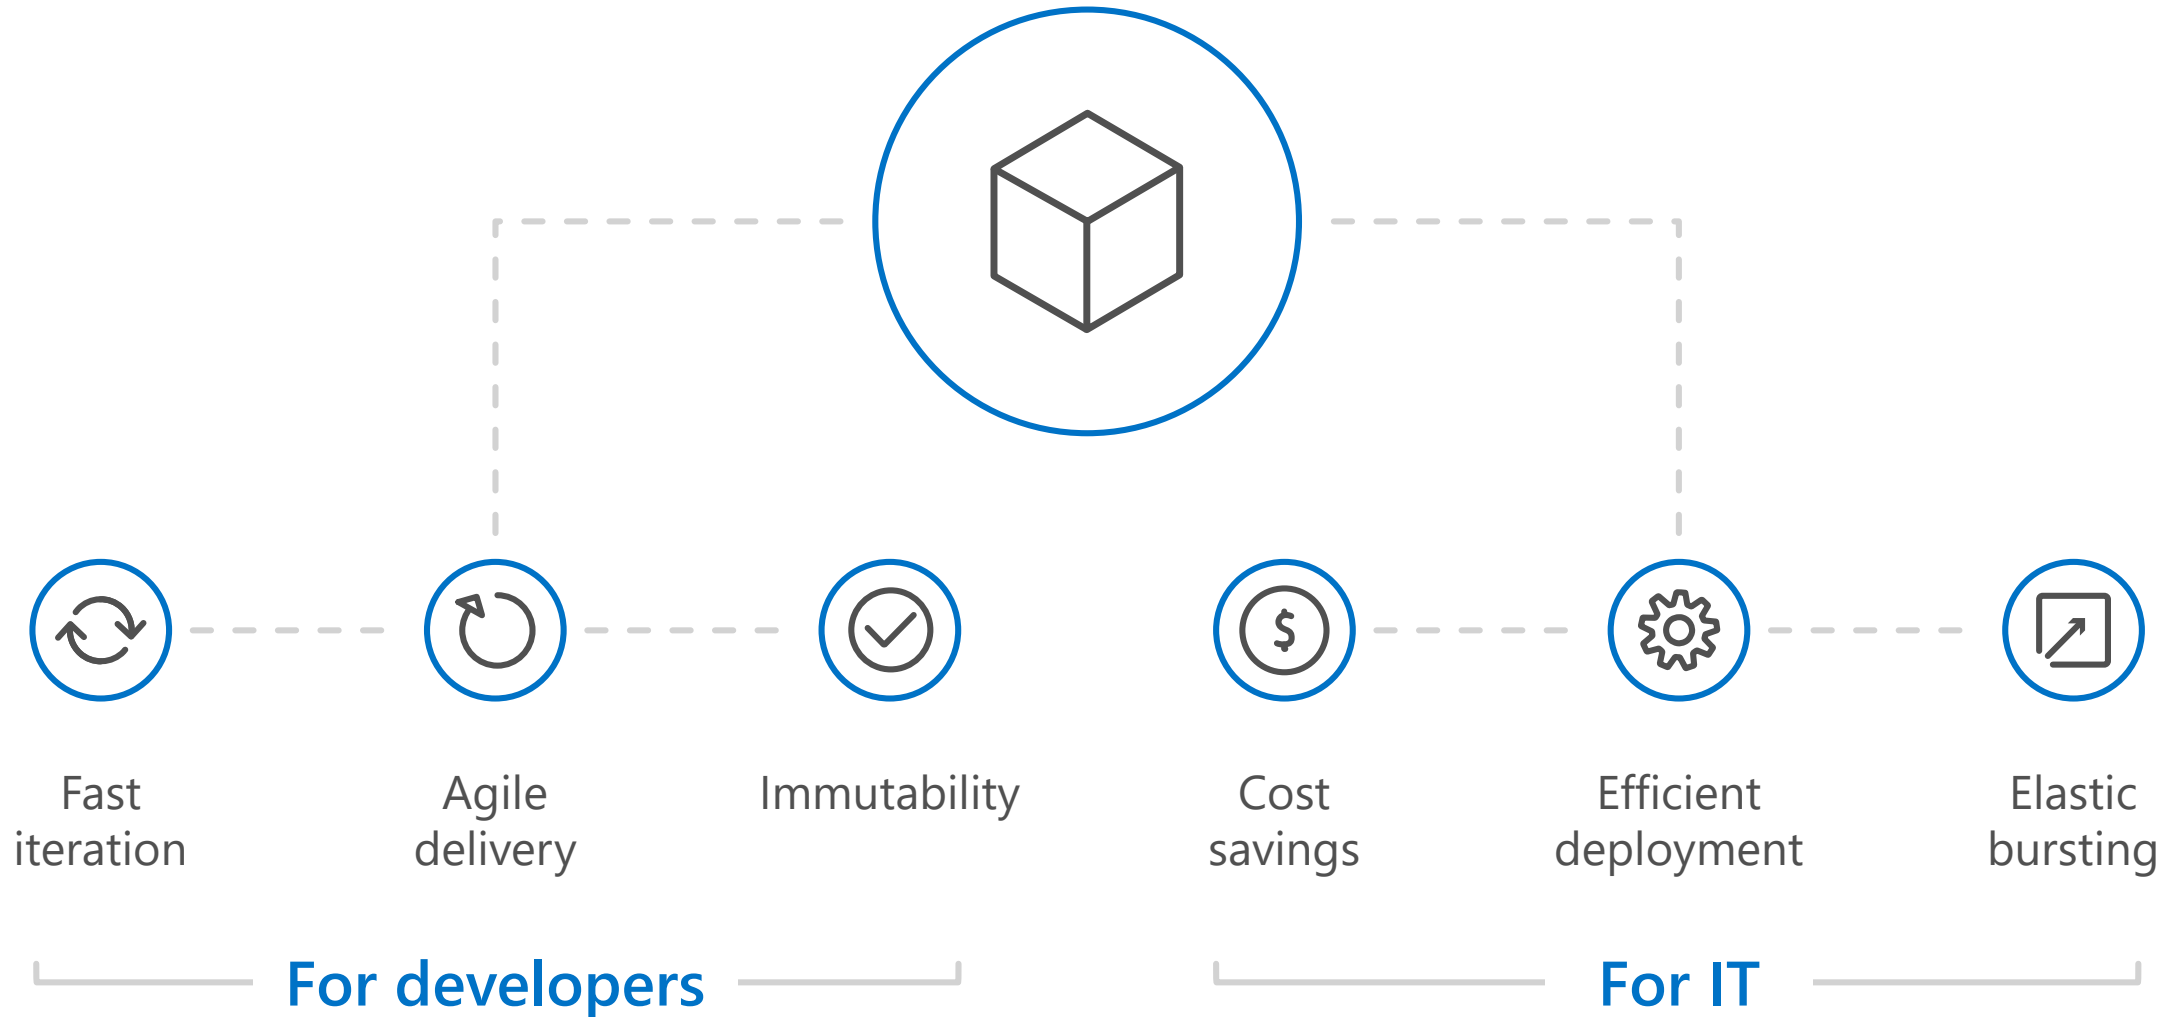 Fast
iteration
Agile
delivery
Immutability
Cost
savings
Efficient
deployment
Elastic
bursting
For developers
For IT